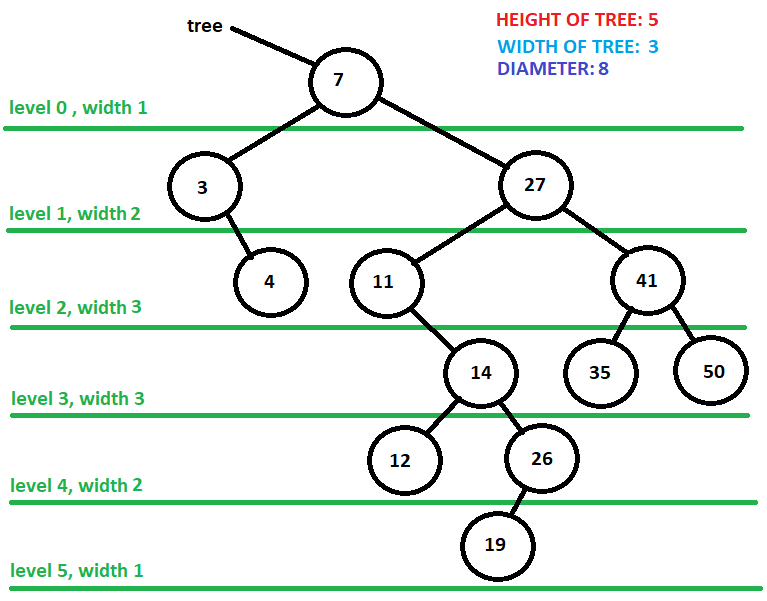 tree
HEIGHT OF TREE: 5
WIDTH OF TREE: 3
DIAMETER: 8
7
level 0 , width 1
3
27
level 1, width 2
4
11
41
level 2, width 3
14
35
50
level 3, width 3
12
26
level 4, width 2
19
level 5, width 1